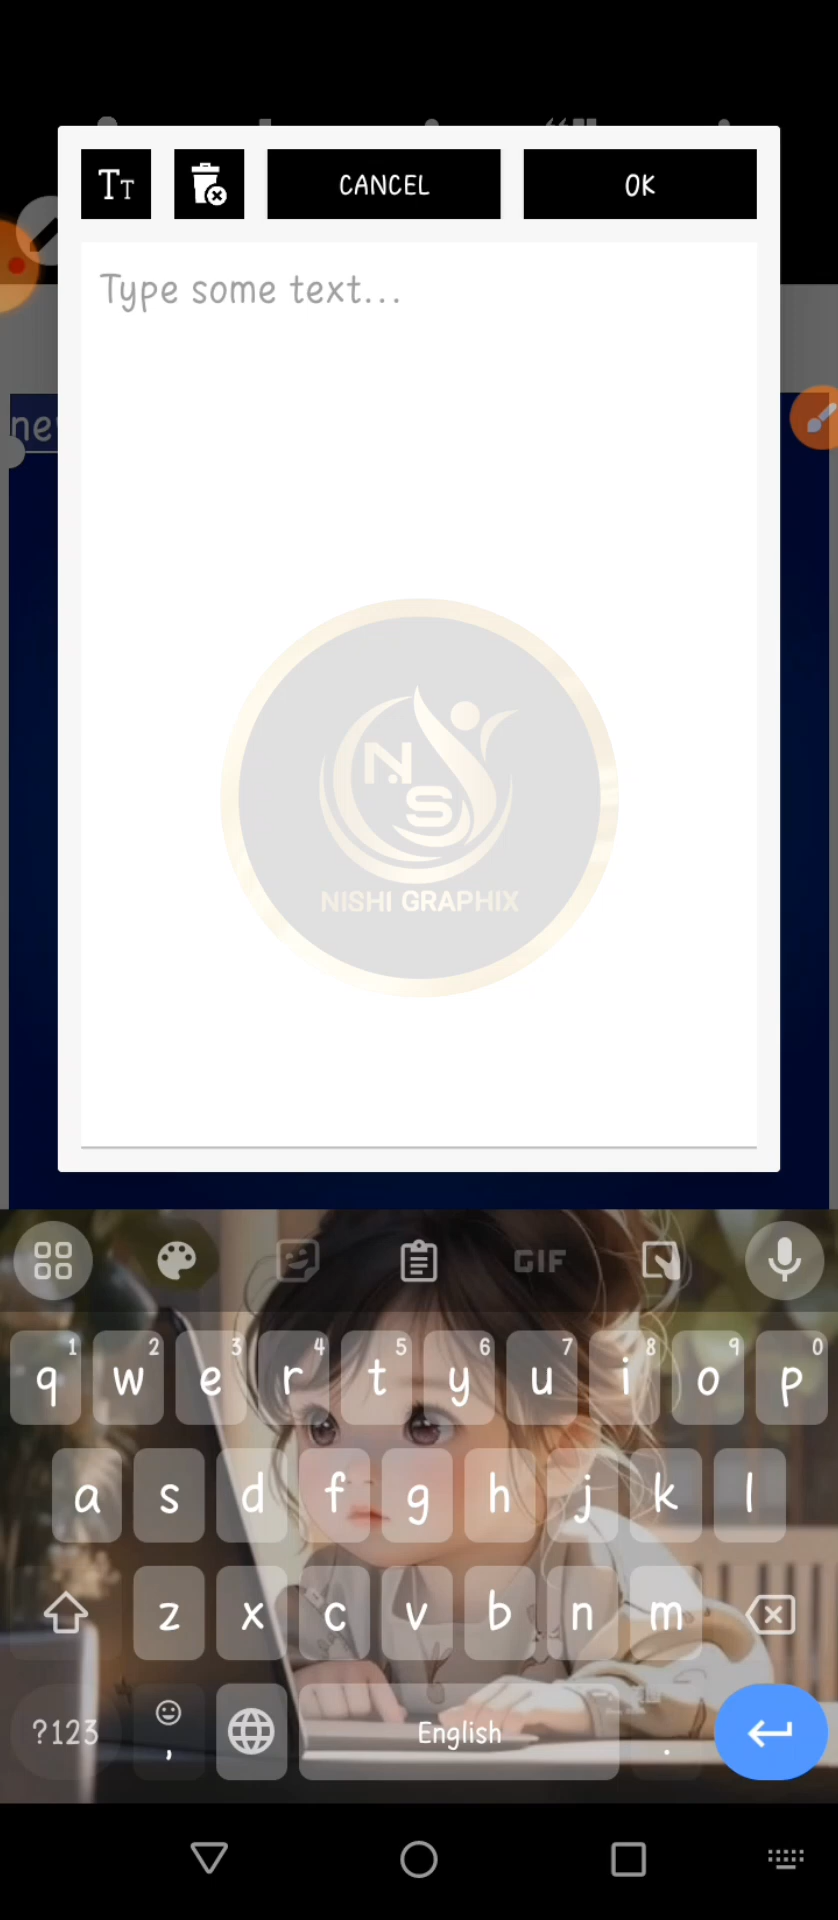 CANCEL
OK
Type some text...
N.
S
NISHI GRAPHIX
GIF
1 2 3 4 5 6 7 8 9 0
q w e r t y u i o p
a s d f g h j k l
z x c v b n m
?123 , English .